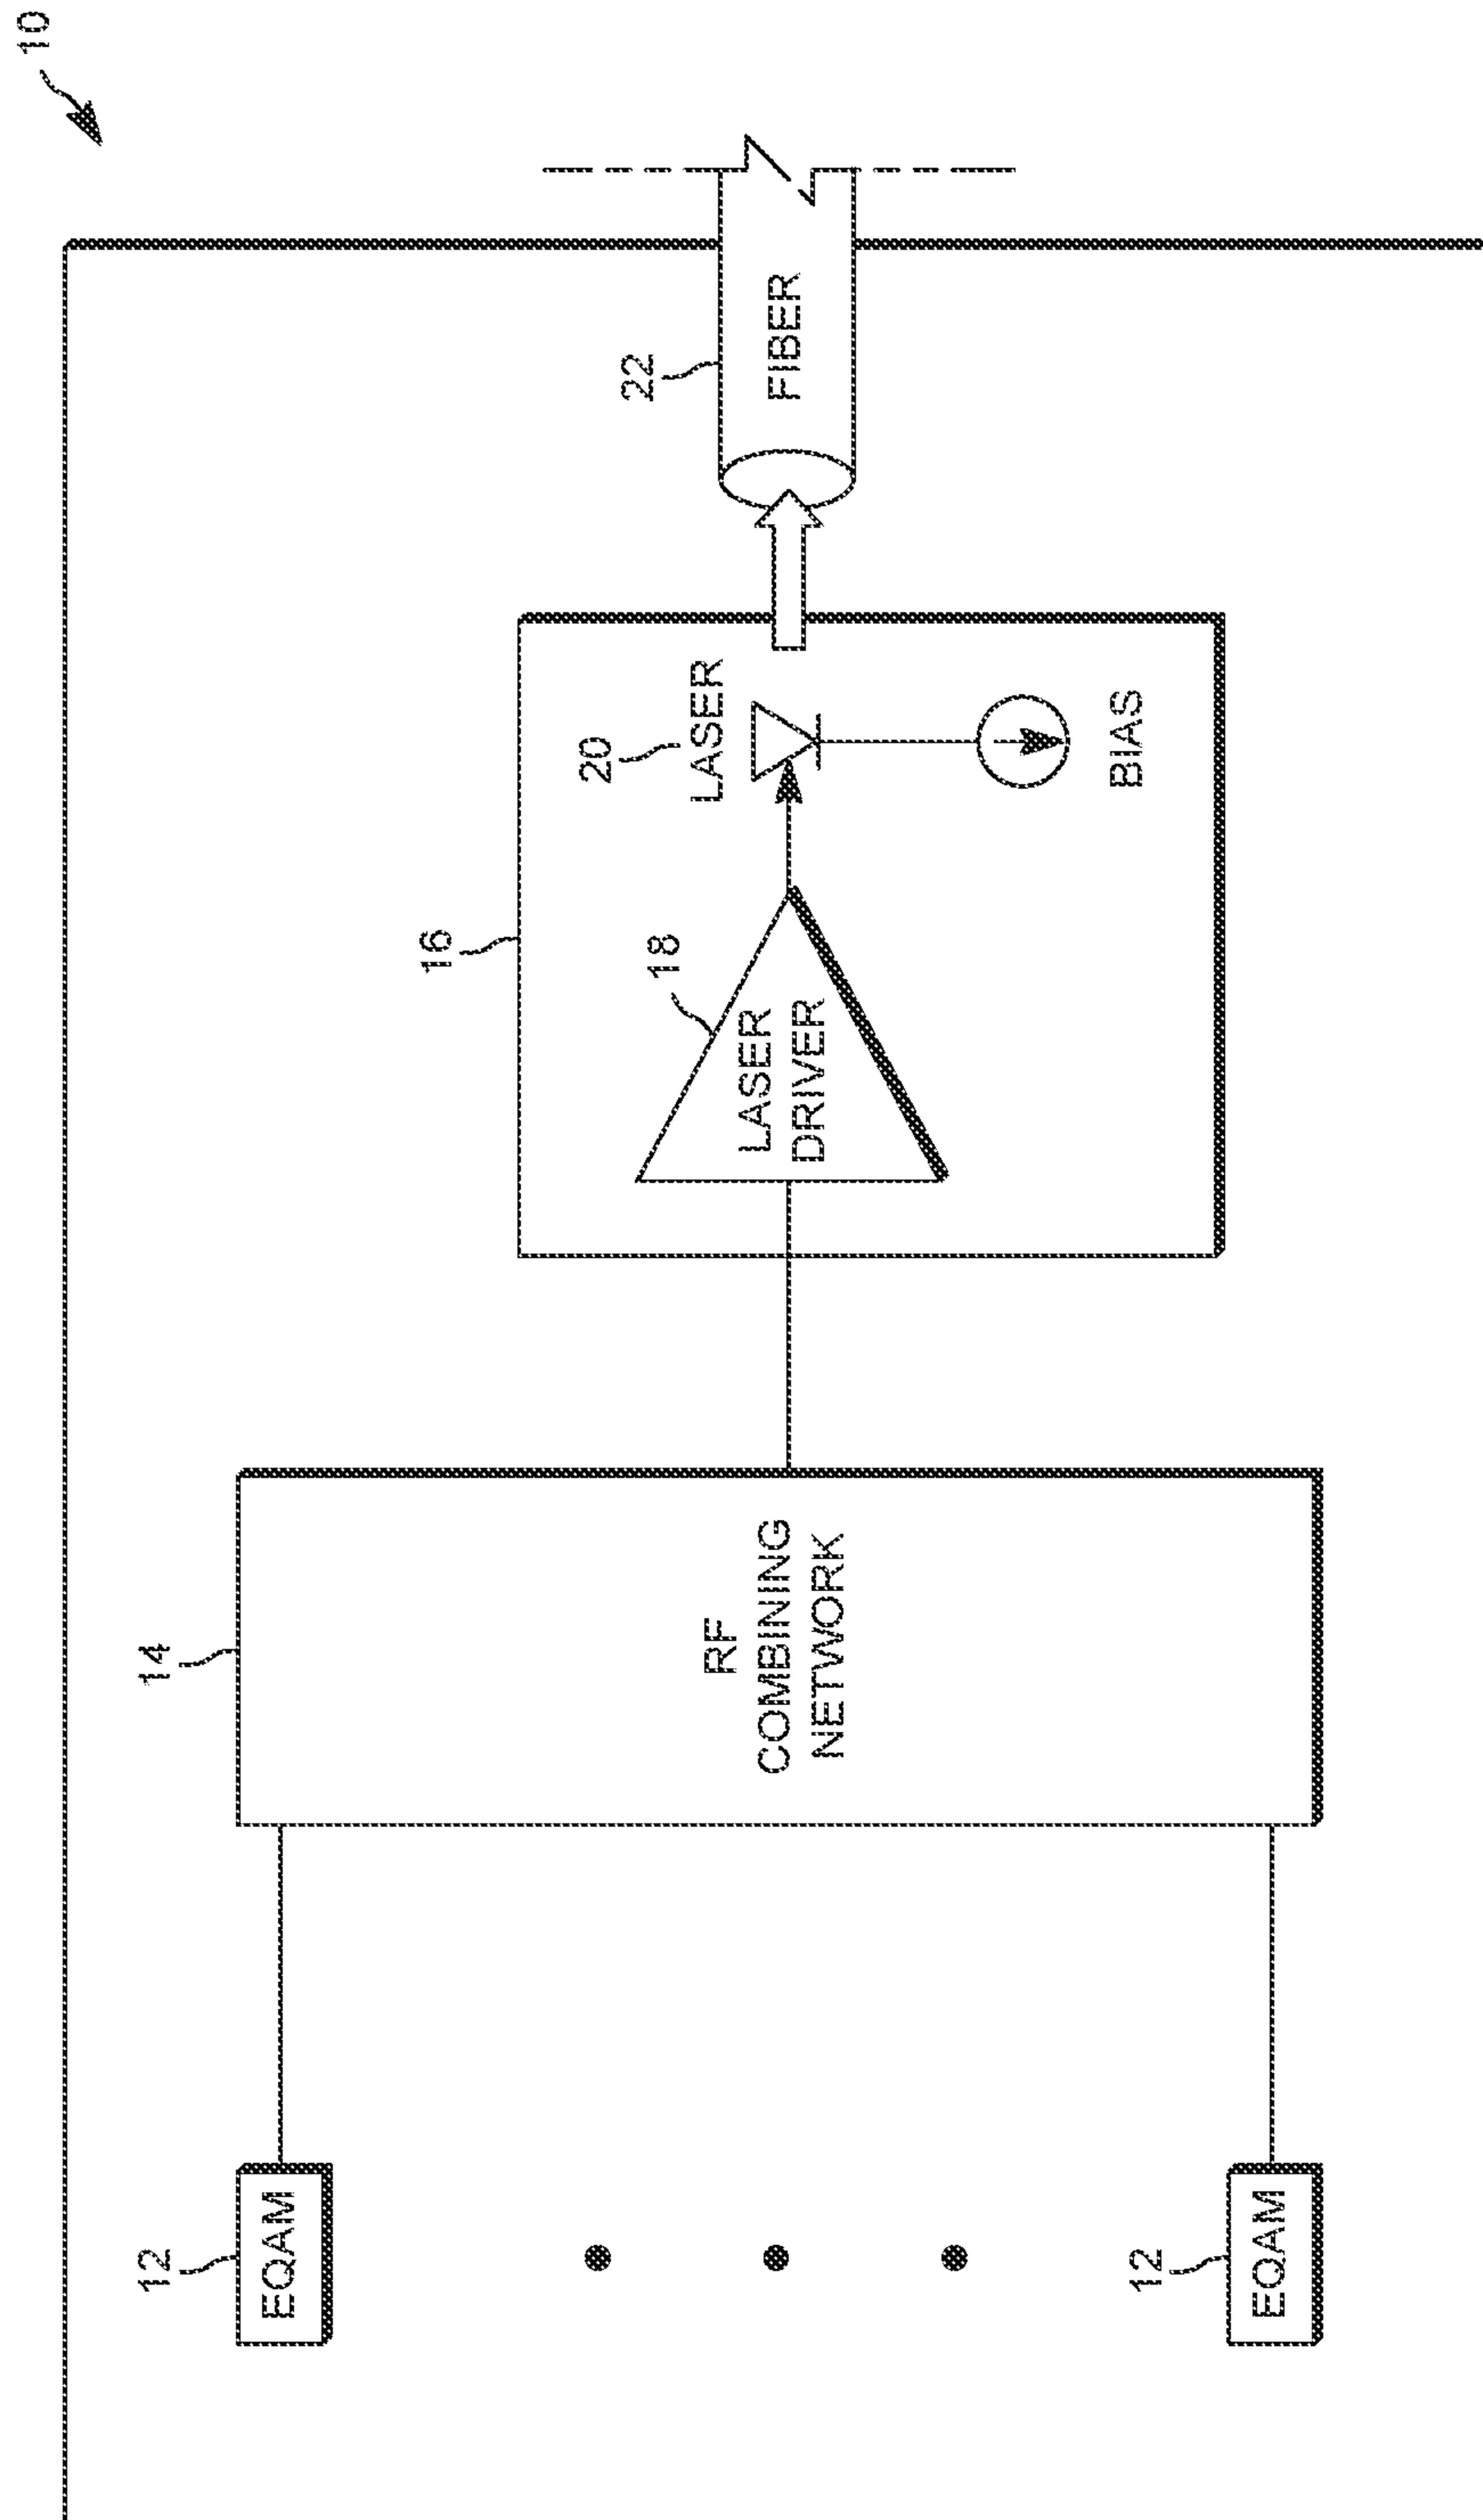 10
12
EQAM
12
EQAM
14
RF
COMBINING
NETWORK
16
18
LASER
DRIVER
20
LASER
BIAS
22
FIBER